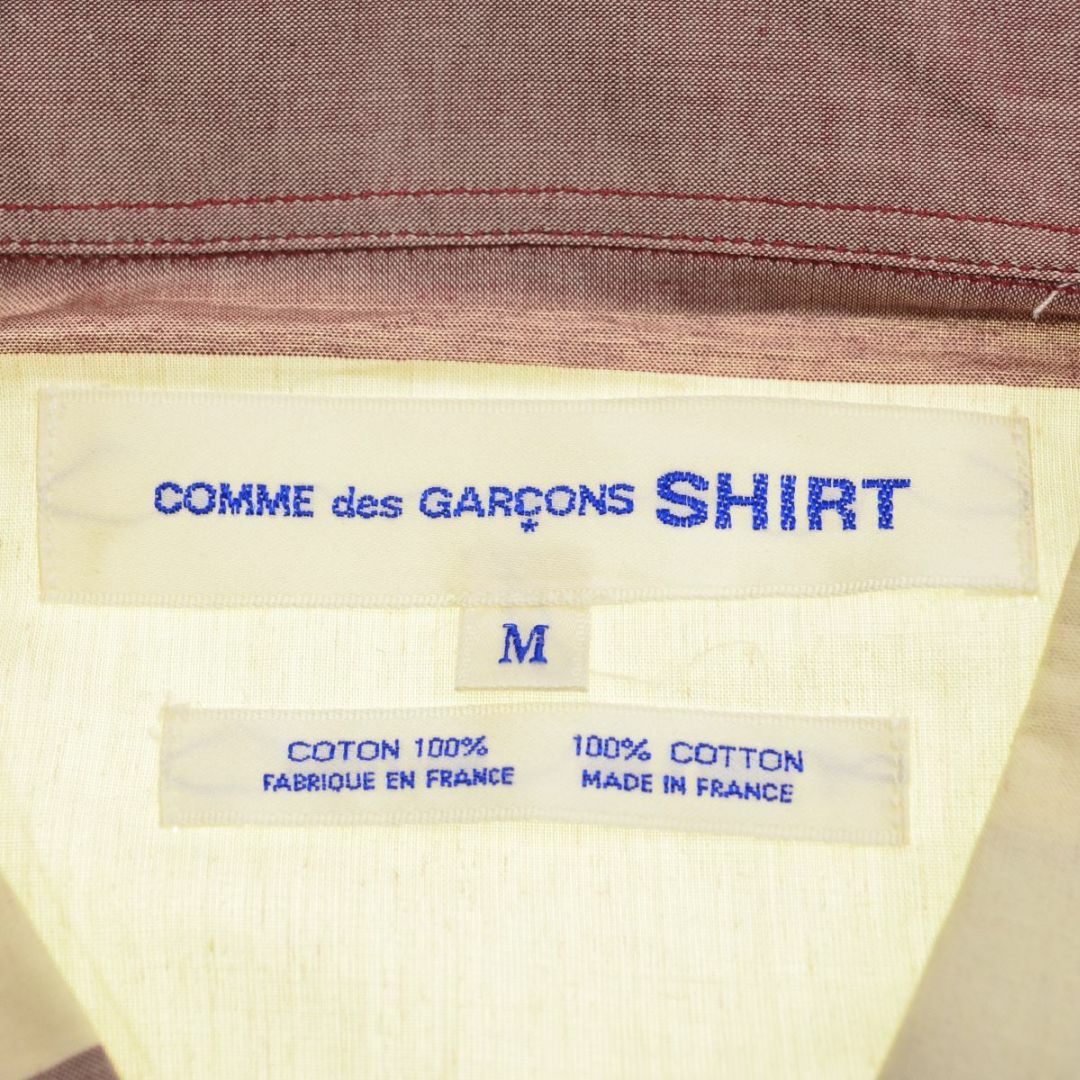 COMME des GARÇONS SHIRT
M
COTON 100% 100% COTTON
FABRIQUE EN FRANCE MADE IN FRANCE